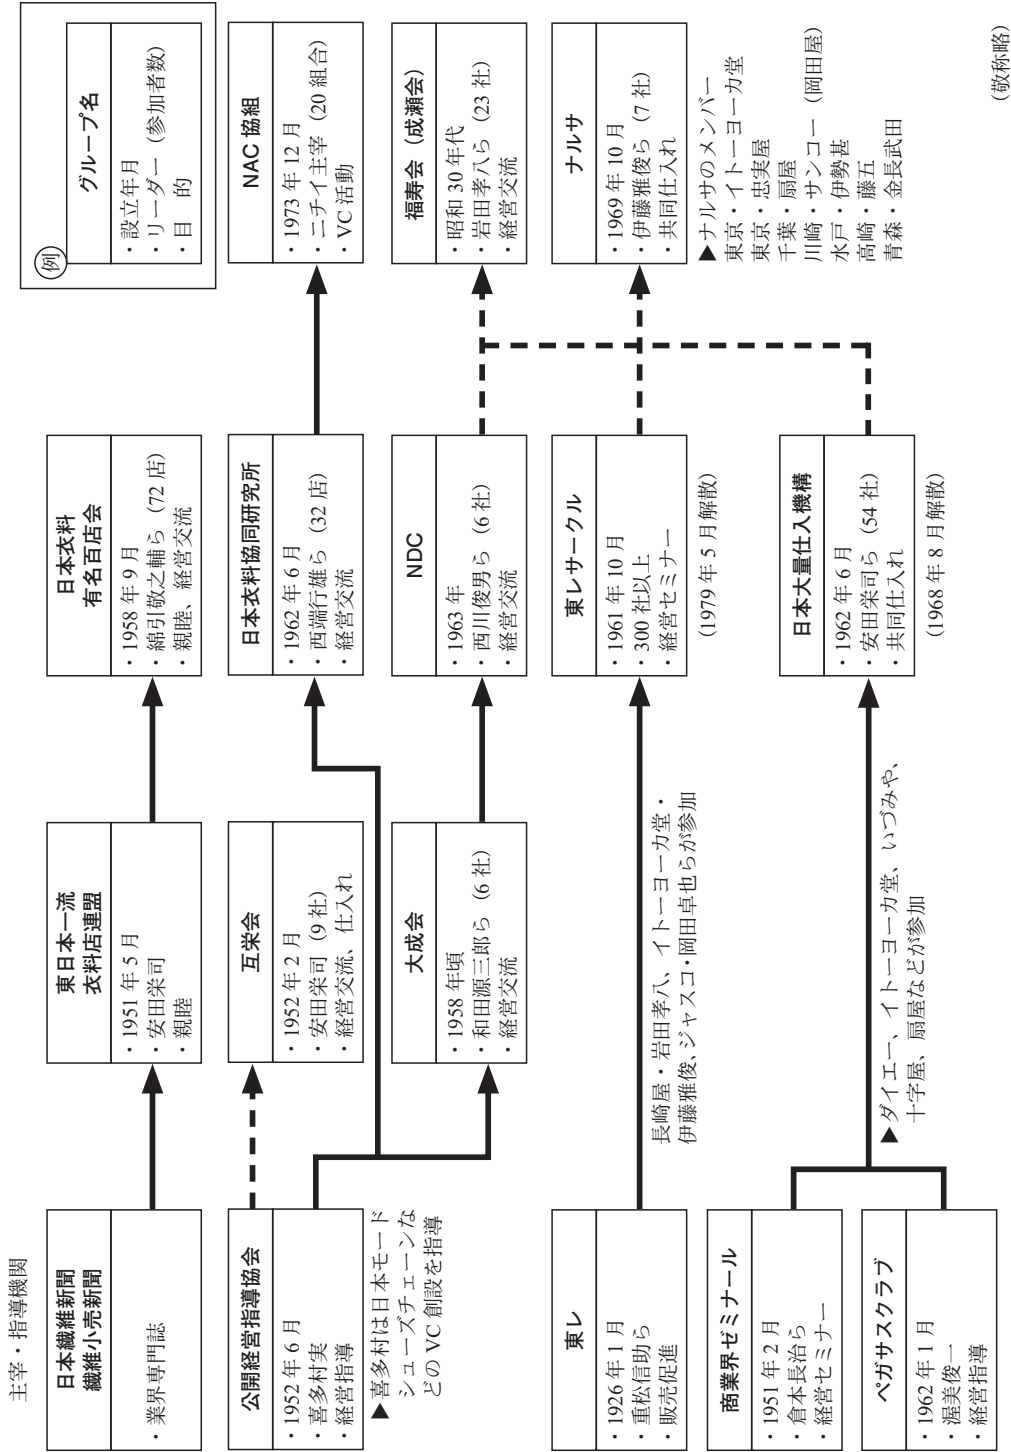 主宰・指導機関
日本繊維新聞
繊維小売新聞
・業界専門誌
公開経営指導協会
・1952年6月
・喜多村実
・経営指導
▶喜多村は日本モード
シューズチェーンな
どのVC創設を指導
東レ
・1926年1月
・重松信助ら
・販売促進
商業界ゼミナール
・1951年2月
・倉本長治ら
・経営セミナー
ペガサスクラブ
・1962年1月
・渥美俊一
・経営指導
東日本一流
衣料店連盟
・1951年5月
・安田栄司
・親睦
互栄会
・1952年2月
・安田栄司(9社)
・経営交流、仕入れ
大成会
・1958年頃
・和田源三郎ら(6社)
・経営交流
長崎屋・岩田孝八、イトーヨーカ堂・
伊藤雅俊、ジャスコ・岡田卓也らが参加
▶ダイエー、イトーヨーカ堂、いづみや、
十字屋、扇屋などが参加
日本衣料
有名百店会
・1958年9月
・綿引敬之輔ら(72店)
・親睦、経営交流
日本衣料協同研究所
・1962年6月
・西端行雄ら(32店)
・経営交流
NDC
・1963年
・西川俊男ら(6社)
・経営交流
東レサークル
・1961年10月
・300社以上
・経営セミナー
(1979年5月解散)
日本大量仕入機構
・1962年6月
・安田栄司ら(54社)
・共同仕入れ
(1968年8月解散)
例
グループ名
・設立年月
・リーダー(参加者数)
・目 的
NAC協組
・1973年12月
・ニチイ主宰(20組合)
・VC活動
福寿会(成瀬会)
・昭和30年代
・岩田孝八ら(23社)
・経営交流
ナルサ
・1969年10月
・伊藤雅俊ら(7社)
・共同仕入れ
▶ナルサのメンバー
東京・イトーヨーカ堂
東京・忠実屋
千葉・扇屋
川崎・サンコー(岡田屋)
水戸・伊勢甚
高崎・藤五
青森・金長武田
(敬称略)